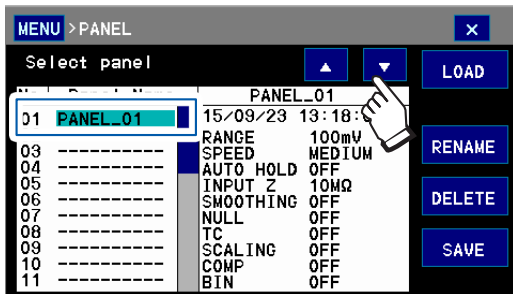 MENU >PANEL ×
Select panel ▲ ▼ LOAD
PANEL_01
01 PANEL_01 15/09/23 13:18:
RANGE 100mV
03 ---------- SPEED MEDIUM RENAME
04 ---------- AUTO HOLD OFF
05 ---------- INPUT Z 10MΩ
06 ---------- SMOOTHING OFF DELETE
07 ---------- NULL OFF
08 ---------- TC OFF
09 ---------- SCALING OFF SAVE
10 ---------- COMP OFF
11 ---------- BIN OFF